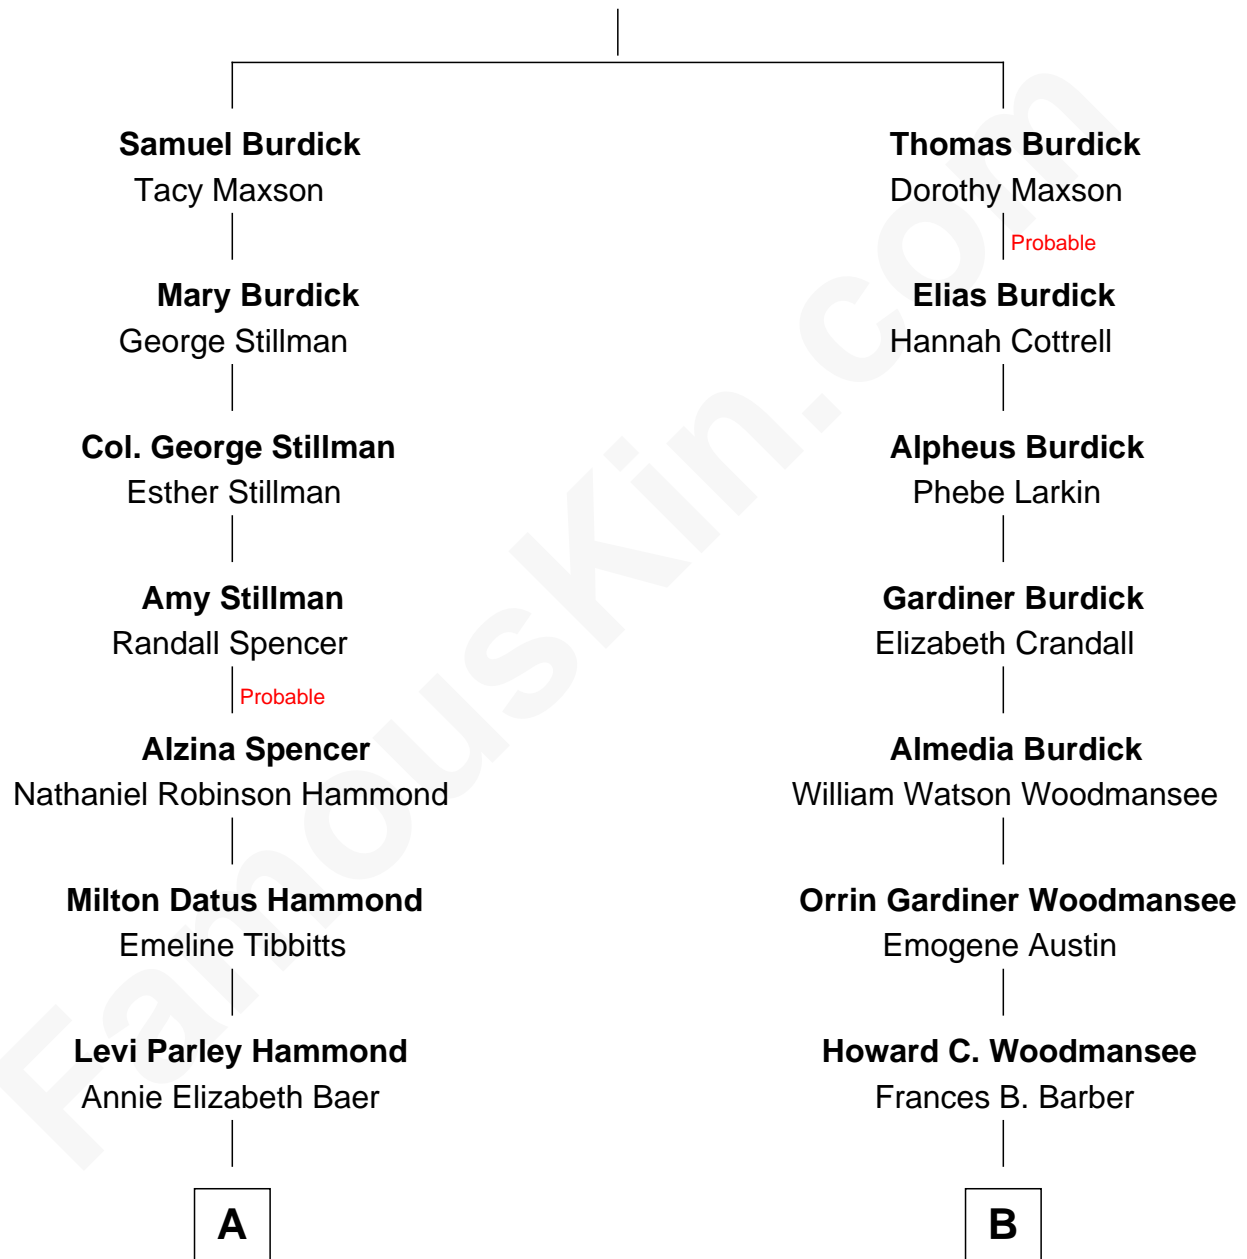 Samuel Burdick
Tacy Maxson
Mary Burdick
George Stillman
Col. George Stillman
Esther Stillman
Amy Stillman
Randall Spencer
Probable
Alzina Spencer
Nathaniel Robinson Hammond
Milton Datus Hammond
Emeline Tibbitts
Levi Parley Hammond
Annie Elizabeth Baer
A
Thomas Burdick
Dorothy Maxson
Probable
Elias Burdick
Hannah Cottrell
Alpheus Burdick
Phebe Larkin
Gardiner Burdick
Elizabeth Crandall
Almedia Burdick
William Watson Woodmansee
Orrin Gardiner Woodmansee
Emogene Austin
Howard C. Woodmansee
Frances B. Barber
B
FamousKin.com